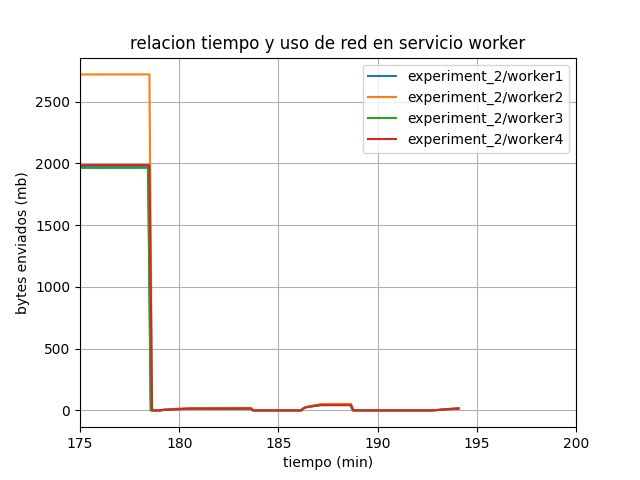 relacion tiempo y uso de red en servicio worker
experiment_2/worker1
experiment_2/worker2
experiment_2/worker3
experiment_2/worker4
bytes enviados (mb)
2500
2000
1500
1000
500
0
175 180 185 190 195 200
tiempo (min)